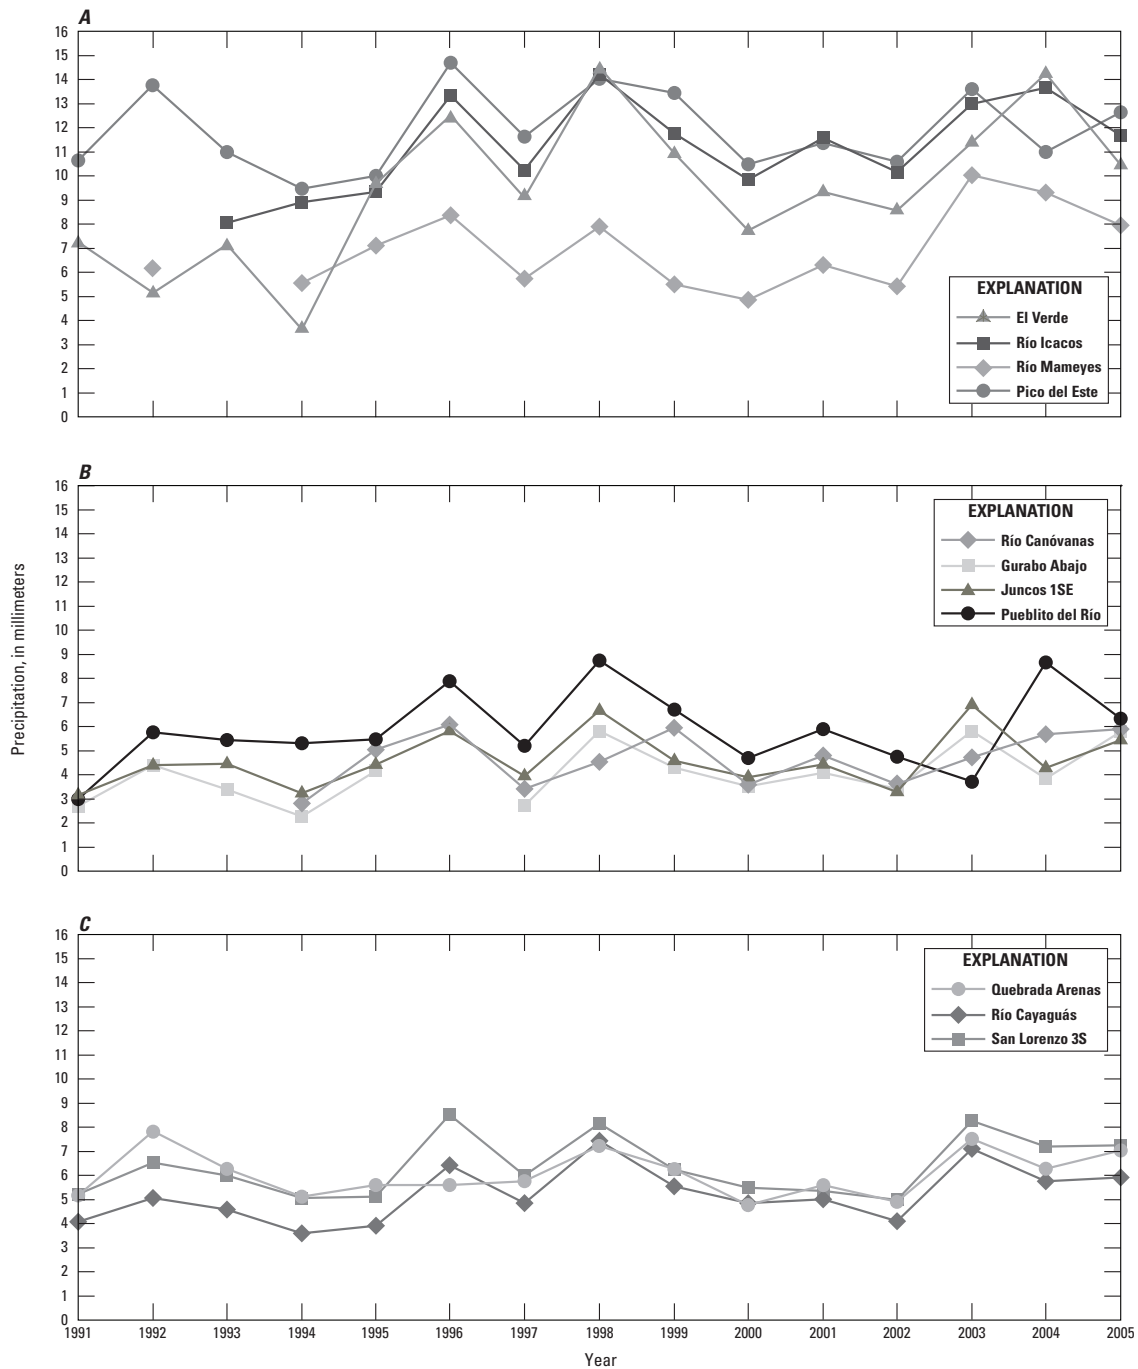 A
16
15
14
13
12
11
10
9
8
7
6
5
4
3
2
1
0
EXPLANATION
El Verde
Río Icacos
Río Mameyes
Pico del Este
B
16
15
14
13
12
11
10
9
8
7
6
5
4
3
2
1
0
EXPLANATION
Río Canóvanas
Gurabo Abajo
Juncos 1SE
Pueblito del Río
Precipitation, in millimeters
C
16
15
14
13
12
11
10
9
8
7
6
5
4
3
2
1
0
EXPLANATION
Quebrada Arenas
Río Cayaguás
San Lorenzo 3S
1991 1992 1993 1994 1995 1996 1997 1998 1999 2000 2001 2002 2003 2004 2005
Year